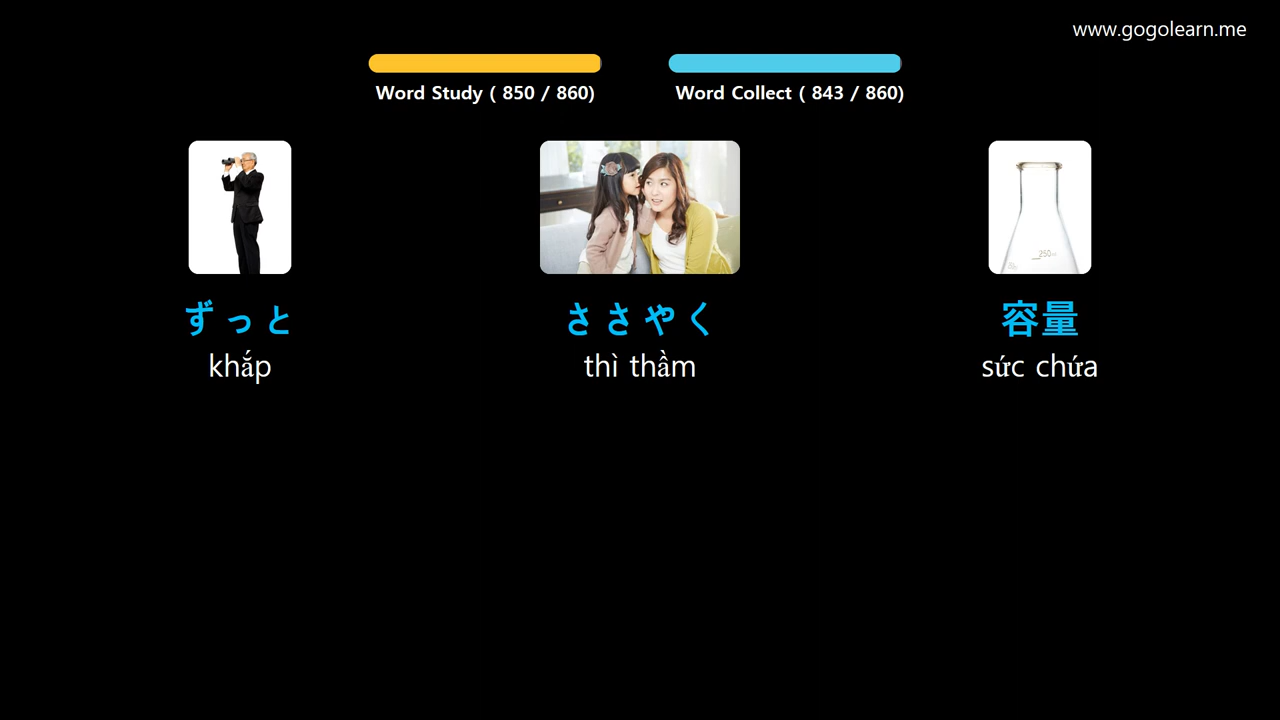 www.gogolearn.me
Word Study ( 850 / 860)
Word Collect ( 843 / 860)
ずっと
khắp
ささやく
thì thầm
容量
sức chứa
250